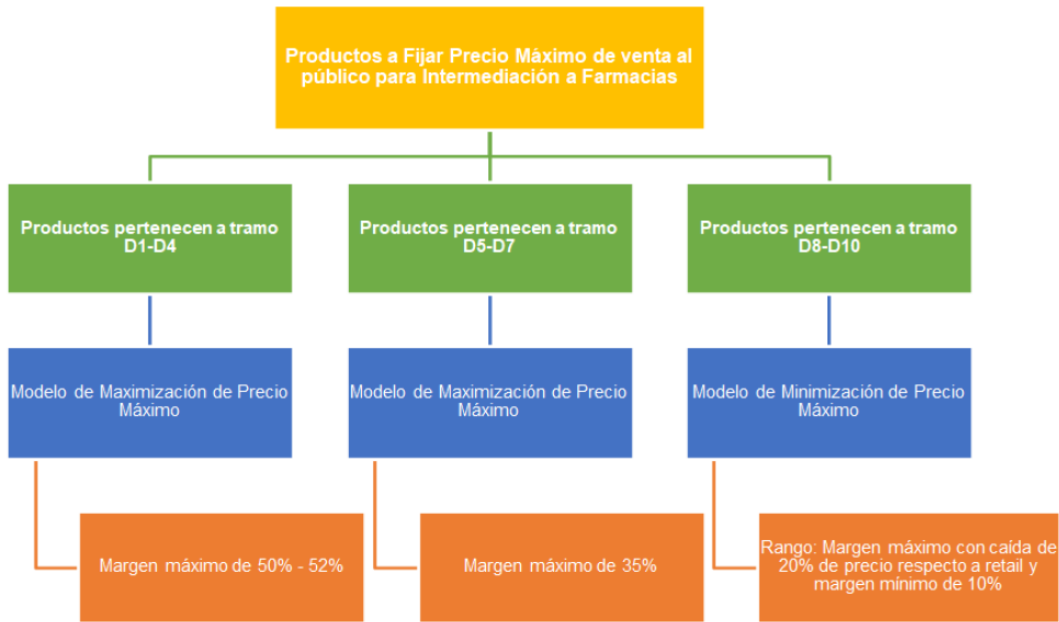 Productos a Fijar Precio Máximo de venta al
público para Intermediación a Farmacias
Productos pertenecen a tramo
D1-D4
Productos pertenecen a tramo
D5-D7
Productos pertenecen a tramo
D8-D10
Modelo de Maximización de Precio
Máximo
Modelo de Maximización de Precio
Máximo
Modelo de Minimización de Precio
Máximo
Margen máximo de 50% - 52%
Margen máximo de 35%
Rango: Margen máximo con caída de
20% de precio respecto a retail y
margen mínimo de 10%